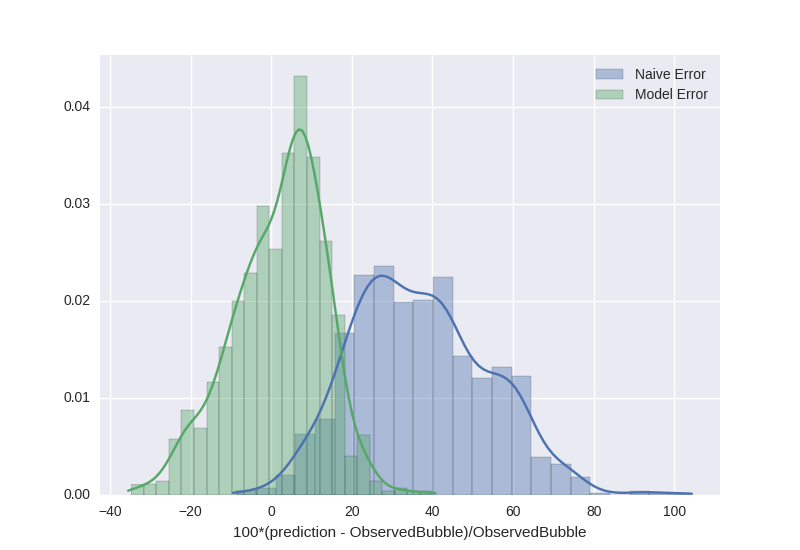 Naive Error
Model Error
0.04
0.03
0.02
0.01
0.00
−40 −20 0 20 40 60 80 100
100*(prediction - ObservedBubble)/ObservedBubble